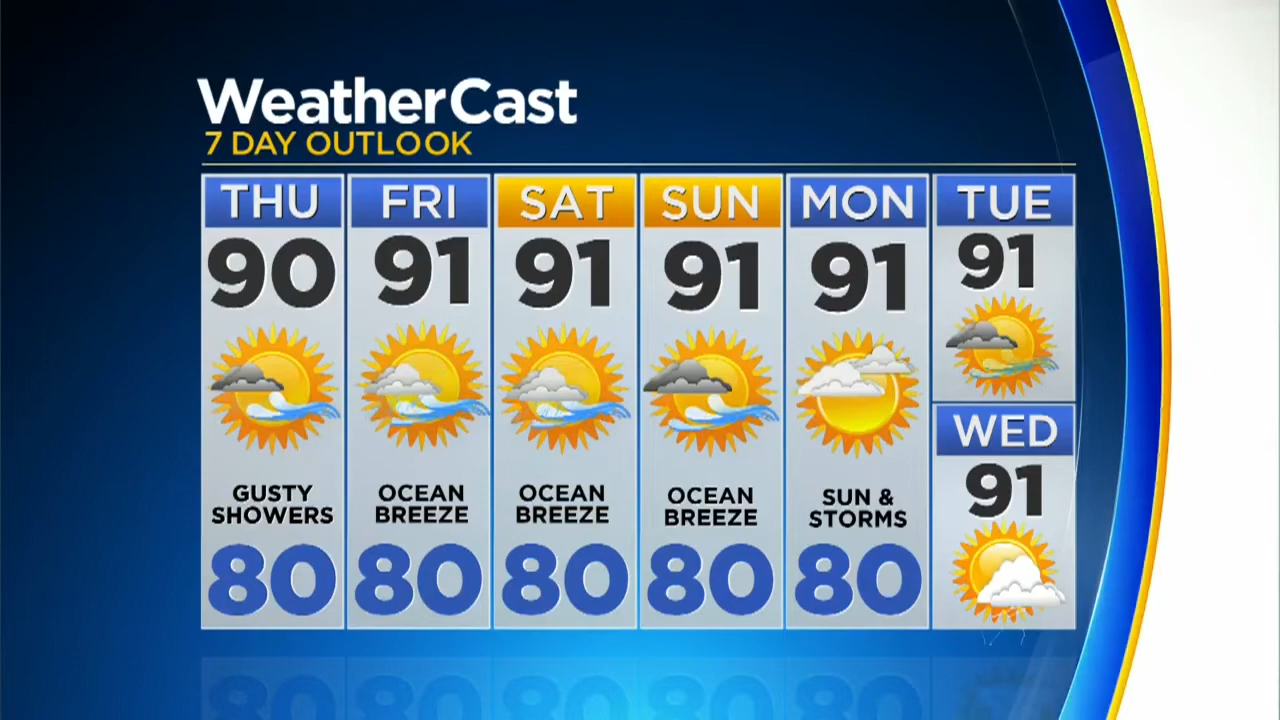 WeatherCast
7 DAY OUTLOOK
THU
90
GUSTY
SHOWERS
80
FRI
91
OCEAN
BREEZE
80
SAT
91
OCEAN
BREEZE
80
SUN
91
OCEAN
BREEZE
80
MON
91
SUN &
STORMS
80
TUE
91
WED
91